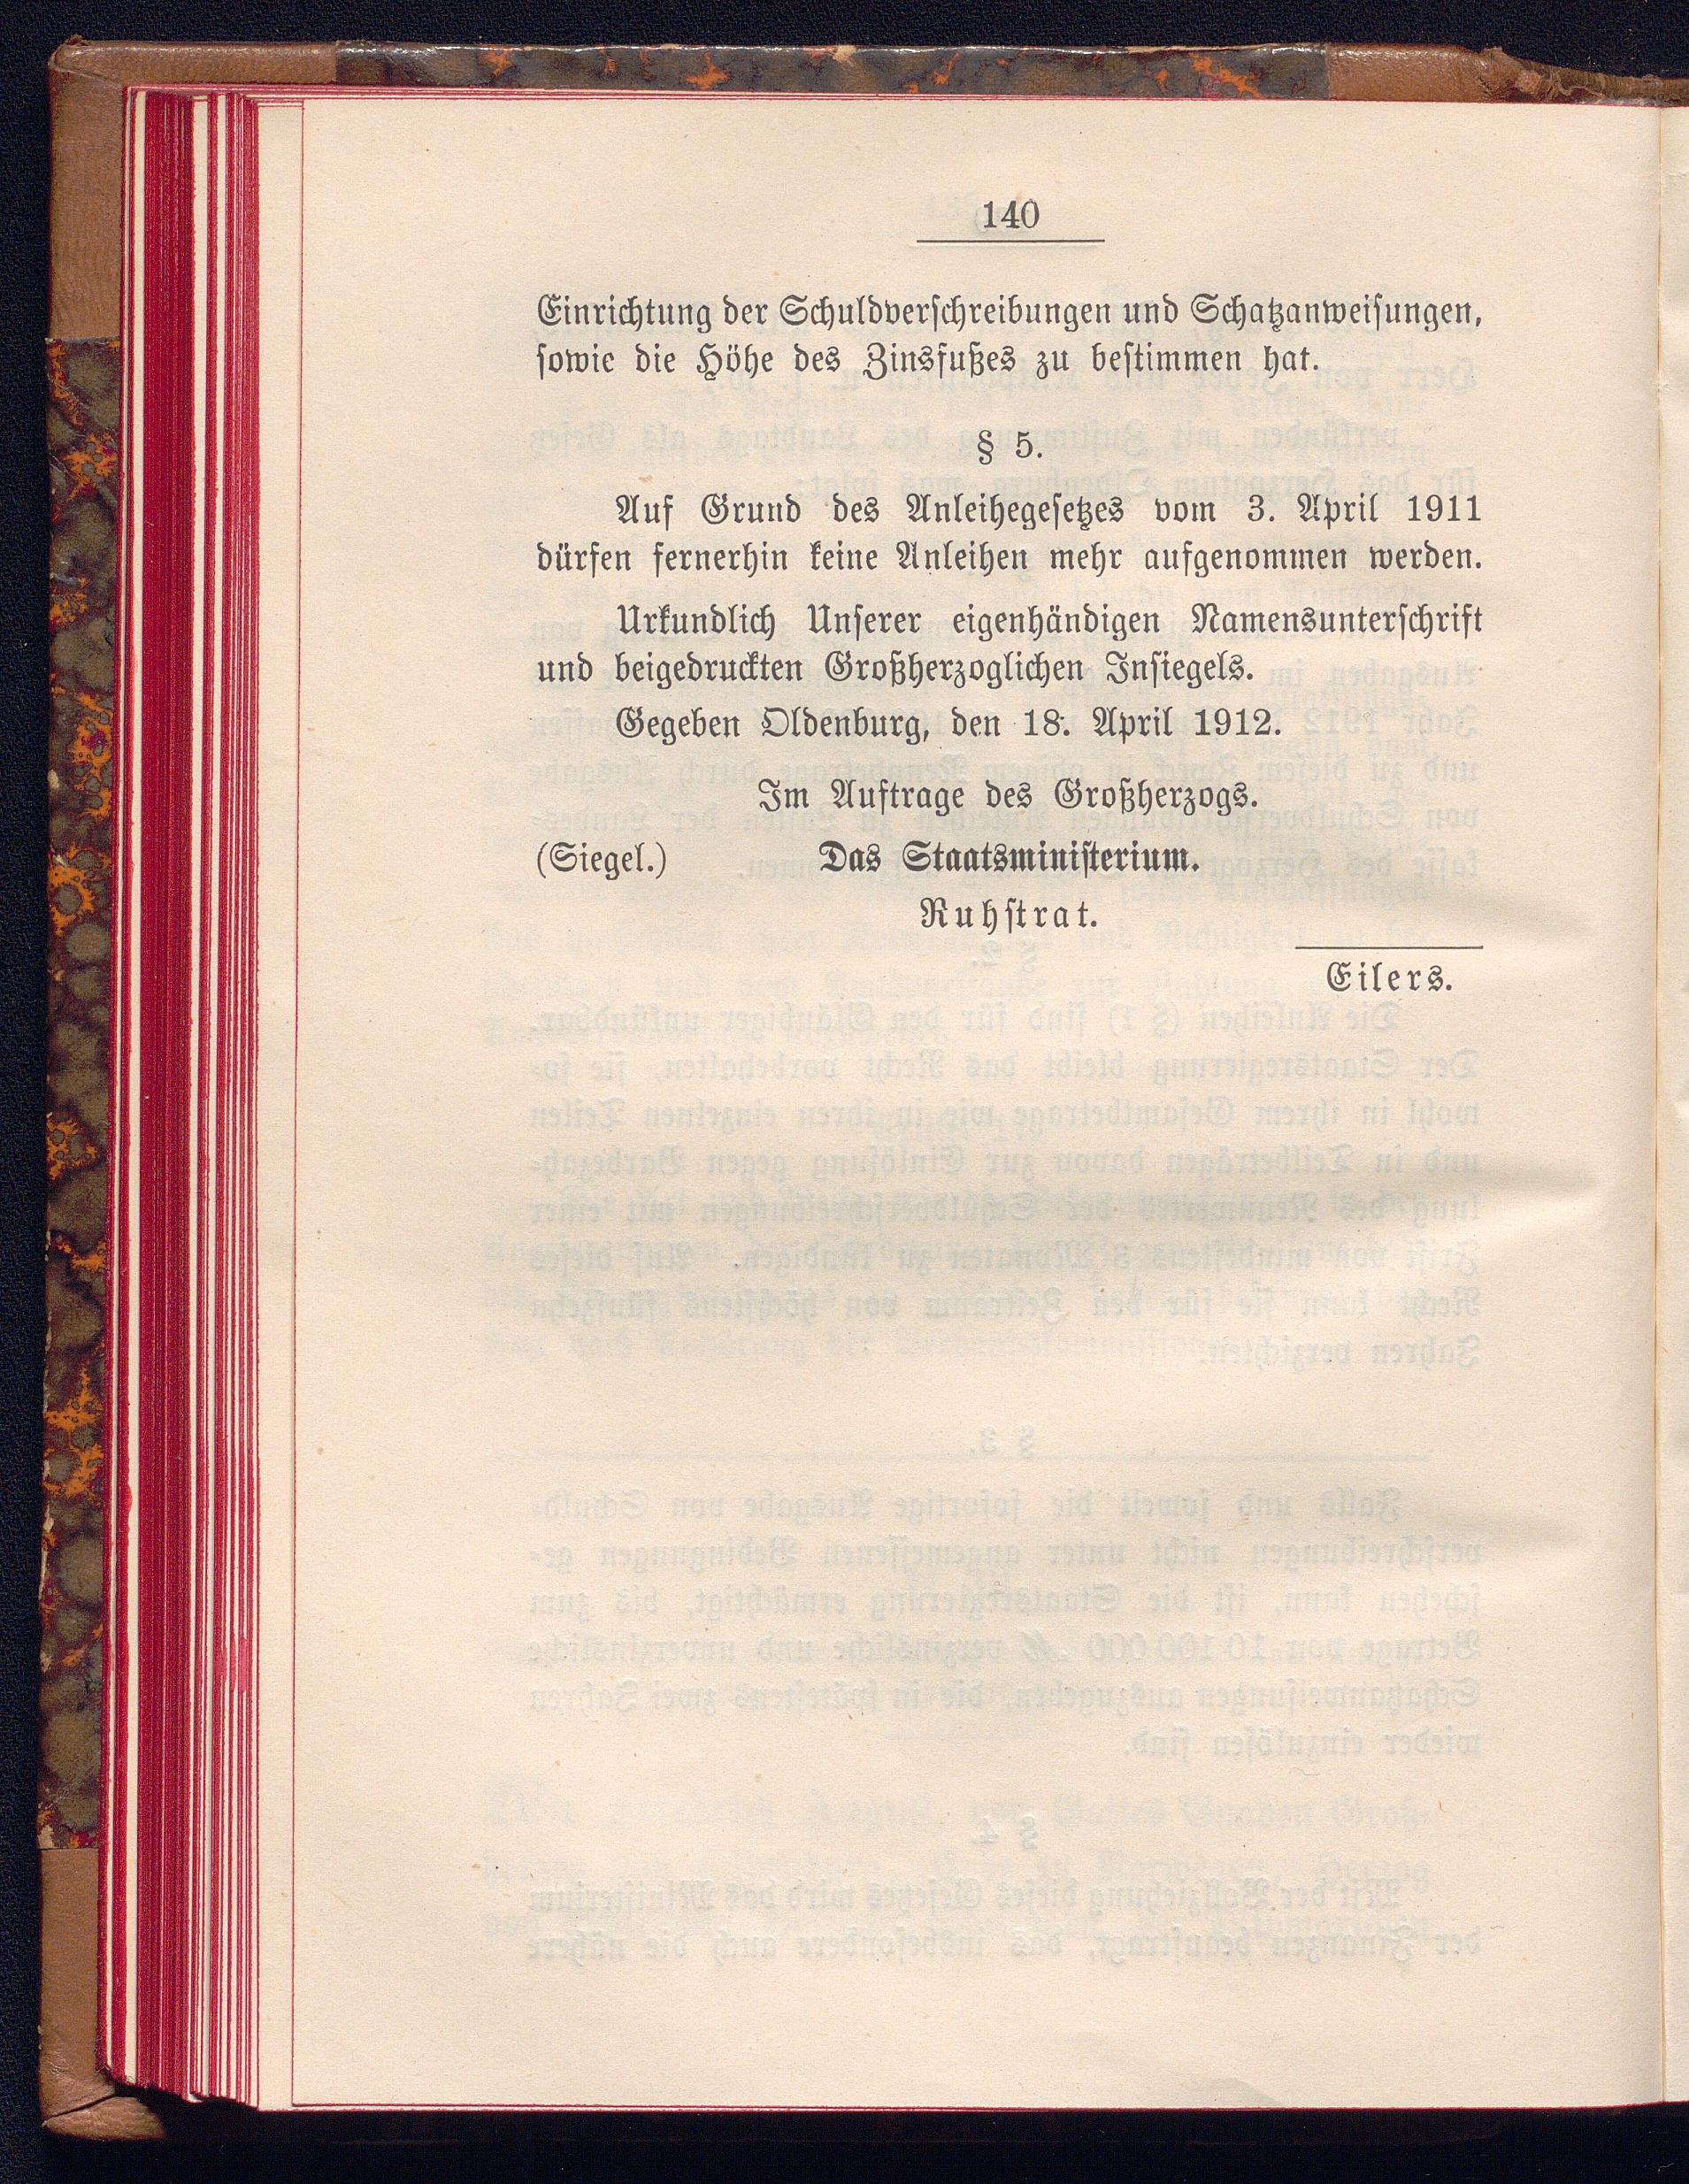 140
Einrichtung der Schuldverschreibungen und Schatzanweisungen,
sowie die Höhe des Zinsfußes zu bestimmen hat.
§ 5.
Auf Grund des Anleihegesetzes vom 3. April 1911
dürfen fernerhin keine Anleihen mehr aufgenommen werden.
Urkundlich Unserer eigenhändigen Namensunterschrift
und beigedruckten Großherzoglichen Insiegels.
Gegeben Oldenburg, den 18. April 1912.
Im Auftrage des Großherzogs.
(Siegel.) Das Staatsministerium.
Ruhstrat.
Eilers.